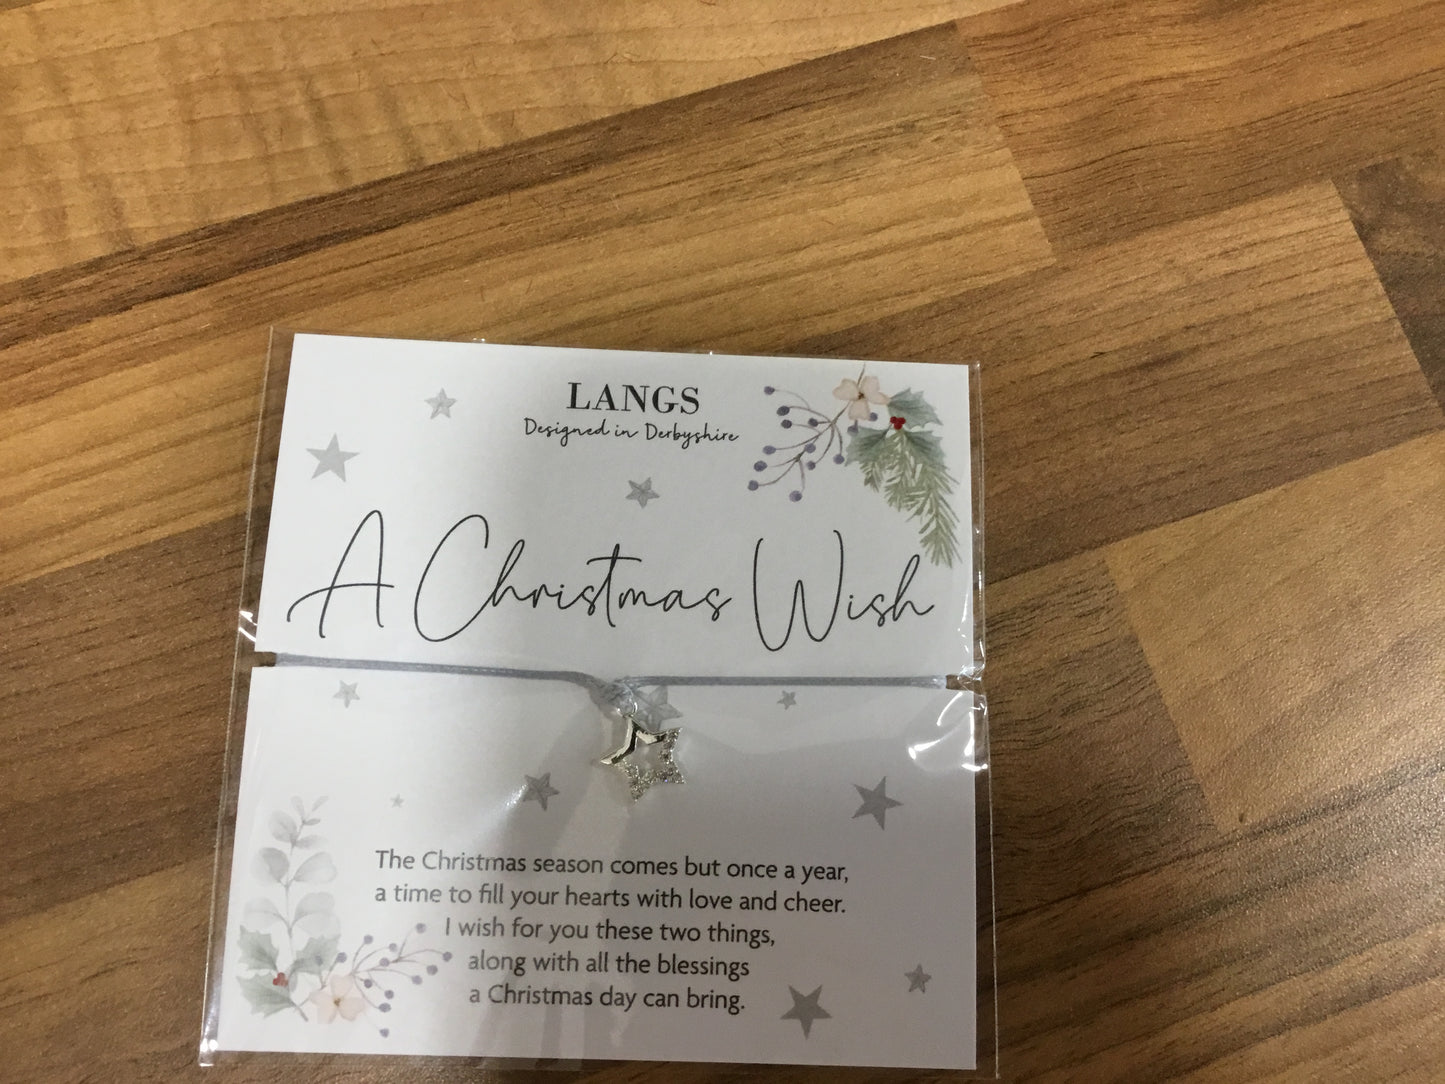 LANGS
Designed in Derbyshire
A Christmas Wish
The Christmas season comes but once a year,
a time to fill your hearts with love and cheer.
I wish for you these two things,
along with all the blessings
a Christmas day can bring.